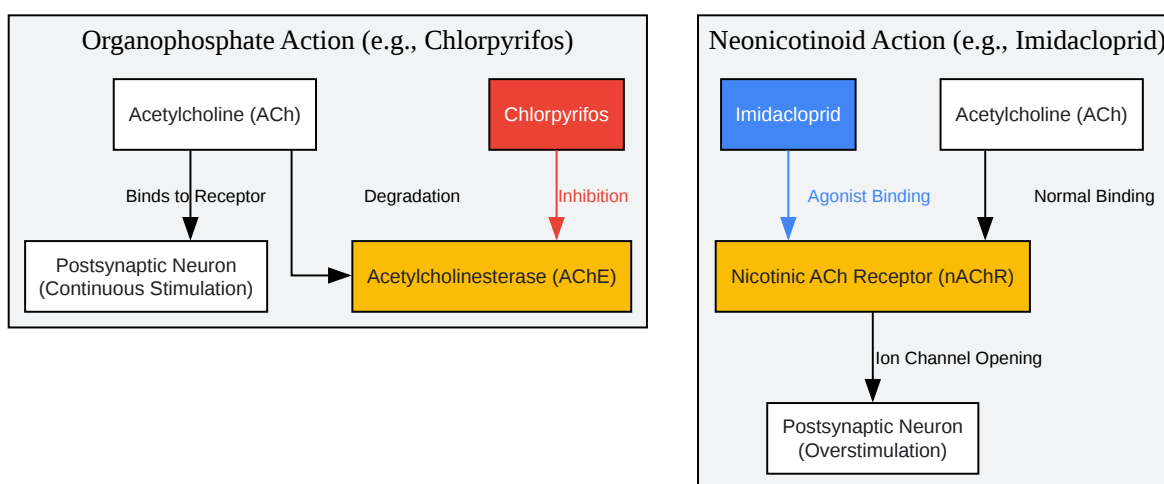 Organophosphate Action (e.g., Chlorpyrifos)
Acetylcholine (ACh)
Chlorpyrifos
Binds to Receptor
Degradation
Inhibition
Postsynaptic Neuron
(Continuous Stimulation)
Acetylcholinesterase (AChE)
Neonicotinoid Action (e.g., Imidacloprid)
Imidacloprid
Acetylcholine (ACh)
Agonist Binding
Normal Binding
Nicotinic ACh Receptor (nAChR)
Ion Channel Opening
Postsynaptic Neuron
(Overstimulation)